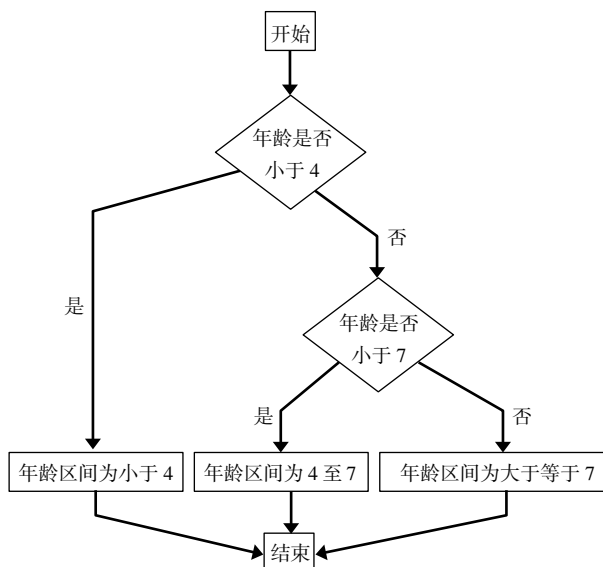 开始
年龄是否
小于 4
否
是
年龄是否
小于 7
是
否
年龄区间为小于 4
年龄区间为 4 至 7
年龄区间为大于等于 7
结束